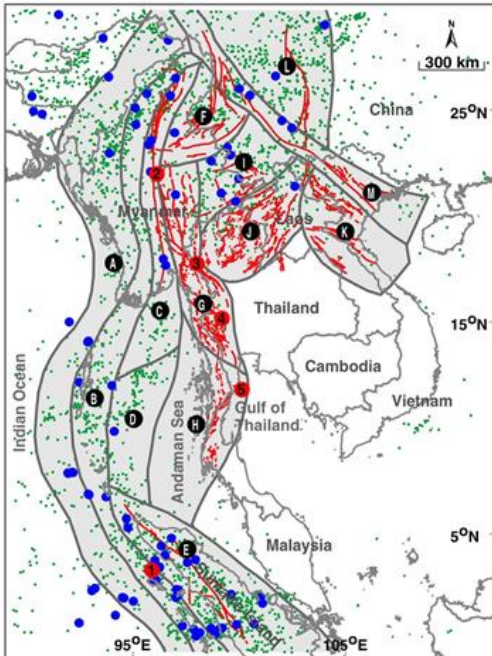 N
300 km
L
China
25°N
F
2
I
M
Myanmar
Laos
J
K
A
3
G
C
Thailand
4
15°N
Cambodia
5
B
Vietnam
D
Gulf of
Thailand
H
Indian Ocean
Andaman Sea
E
5°N
1
Malaysia
95°E
105°E